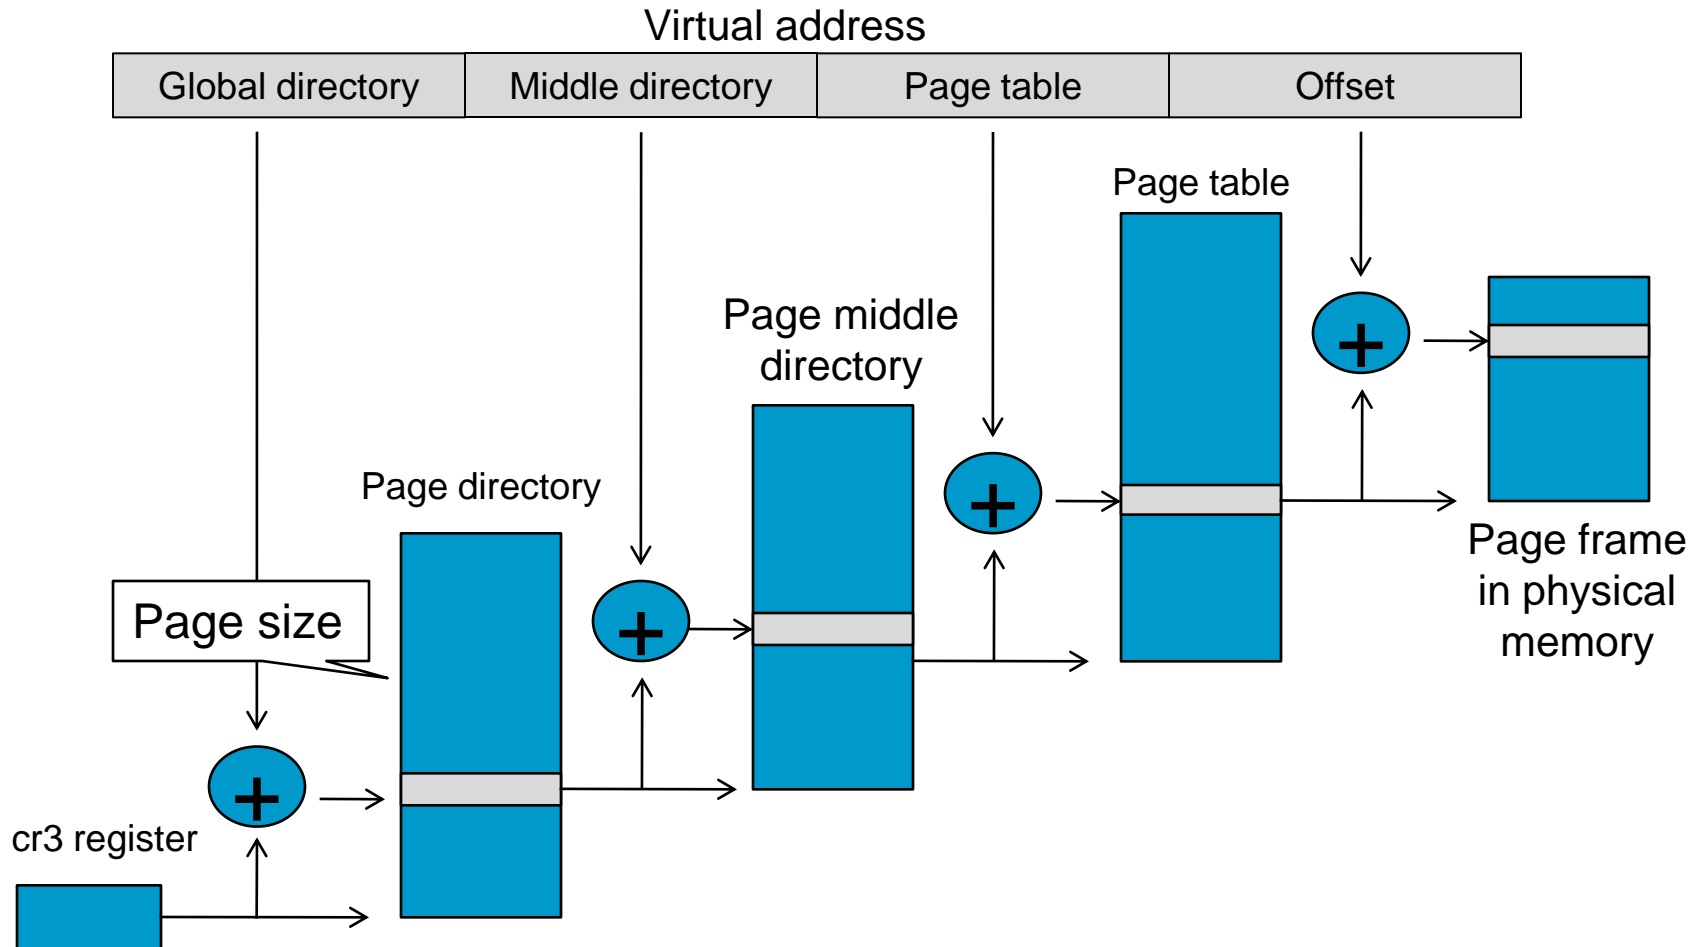 Virtual address
Global directory
Middle directory
Page table
Offset
Page table
Page middle
directory
Page directory
Page frame
in physical
memory
Page size
cr3 register
+
+
+
+